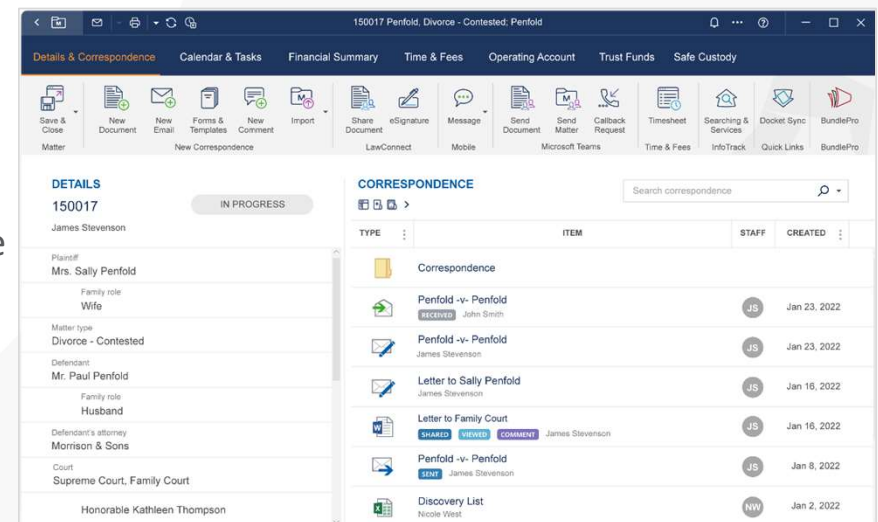 150017 Penfold, Divorce - Contested; Penfold
Details & Correspondence Calendar & Tasks Financial Summary Time & Fees Operating Account Trust Funds Safe Custody
Save & Close
New Document
New Email
Forms & Templates
New Comment
Import
Share Document
eSignature
Message
Send Document
Send Matter
Callback Request
Timesheet
Searching & Services
Docket Sync
BundlePro
Matter New Correspondence LawConnect Mobile Microsoft Teams Time & Fees InfoTrack Quick Links BundlePro
DETAILS
150017
IN PROGRESS
James Stevenson
Plaintiff
Mrs. Sally Penfold
Family role
Wife
Matter type
Divorce - Contested
Defendant
Mr. Paul Penfold
Family role
Husband
Defendant's attorney
Morrison & Sons
Court
Supreme Court, Family Court
Honorable Kathleen Thompson
CORRESPONDENCE
Search correspondence
TYPE ITEM STAFF CREATED
Correspondence
Penfold -v- Penfold
RECEIVED John Smith
JS Jan 23, 2022
Penfold -v- Penfold
James Stevenson
JS Jan 23, 2022
Letter to Sally Penfold
James Stevenson
JS Jan 16, 2022
Letter to Family Court
SHARED VIEWED COMMENT James Stevenson
JS Jan 16, 2022
Penfold -v- Penfold
SENT James Stevenson
JS Jan 8, 2022
Discovery List
Nicole West
NW Jan 2, 2022